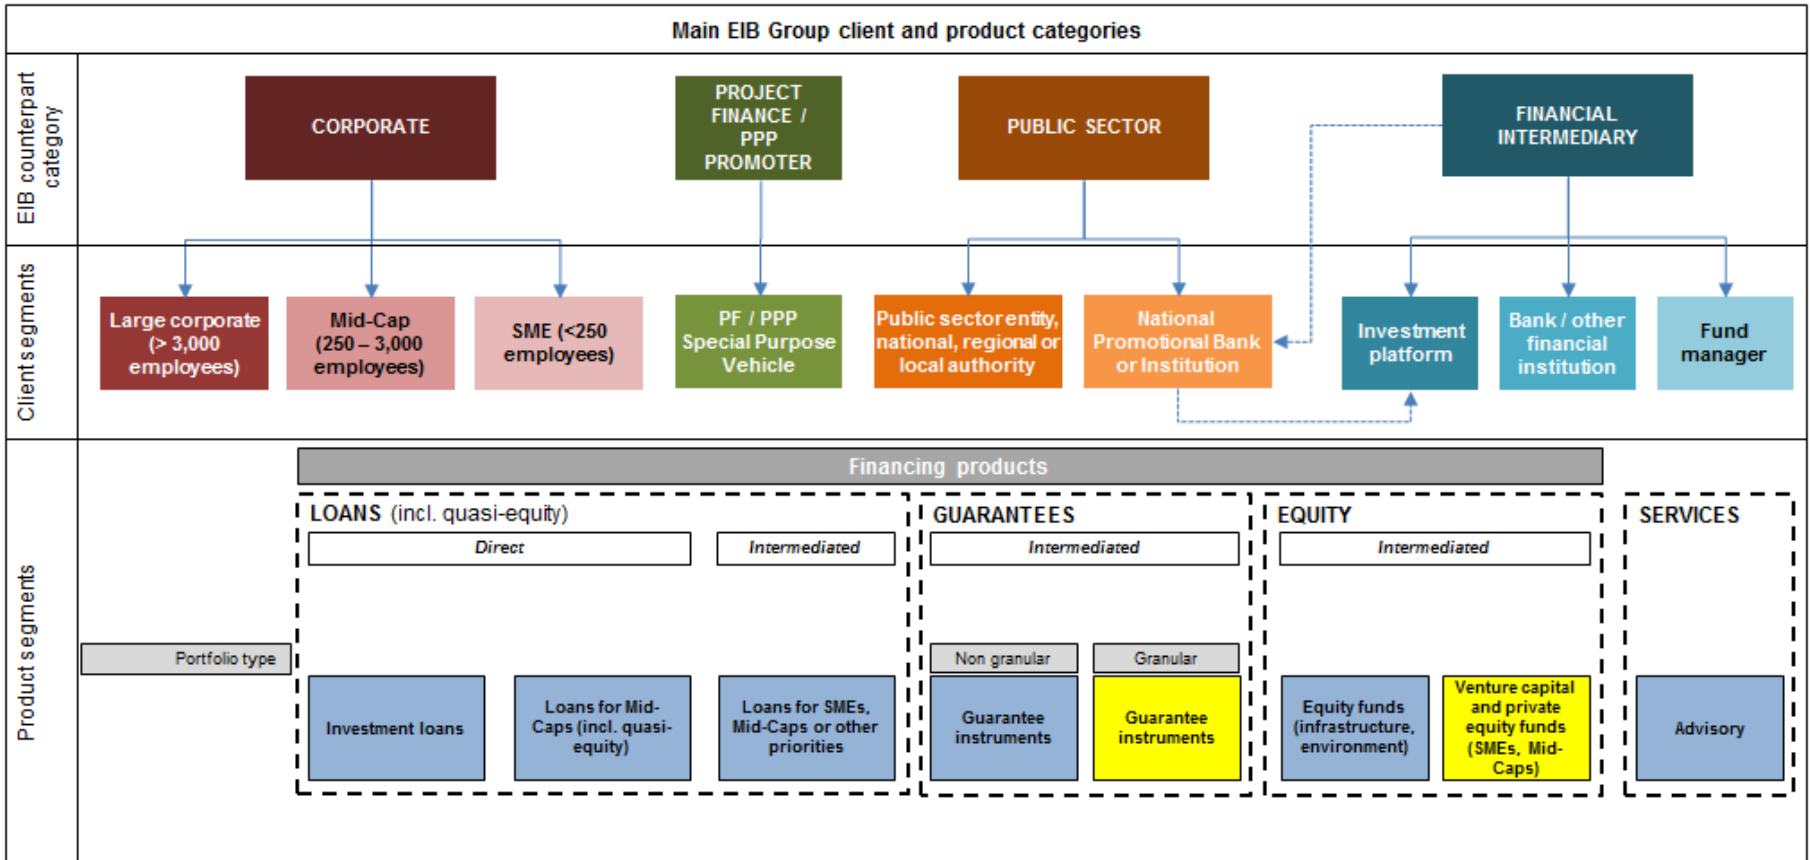 Main EIB Group client and product categories
EIB counterpart
category
CORPORATE
PROJECT
FINANCE /
PPP
PROMOTER
PUBLIC SECTOR
FINANCIAL
INTERMEDIARY
Client segments
Large corporate
(> 3,000
employees)
Mid-Cap
(250 – 3,000
employees)
SME (<250
employees)
PF / PPP
Special Purpose
Vehicle
Public sector entity,
national, regional or
local authority
National
Promotional Bank
or Institution
Investment
platform
Bank / other
financial
institution
Fund
manager
Product segments
Financing products
LOANS (incl. quasi-equity)
Direct
Intermediated
GUARANTEES
Intermediated
EQUITY
Intermediated
SERVICES
Portfolio type
Non granular
Granular
Investment loans
Loans for Mid-
Caps (incl. quasi-
equity)
Loans for SMEs,
Mid-Caps or other
priorities
Guarantee
instruments
Guarantee
instruments
Equity funds
(infrastructure,
environment)
Venture capital
and private
equity funds
(SMEs, Mid-
Caps)
Advisory